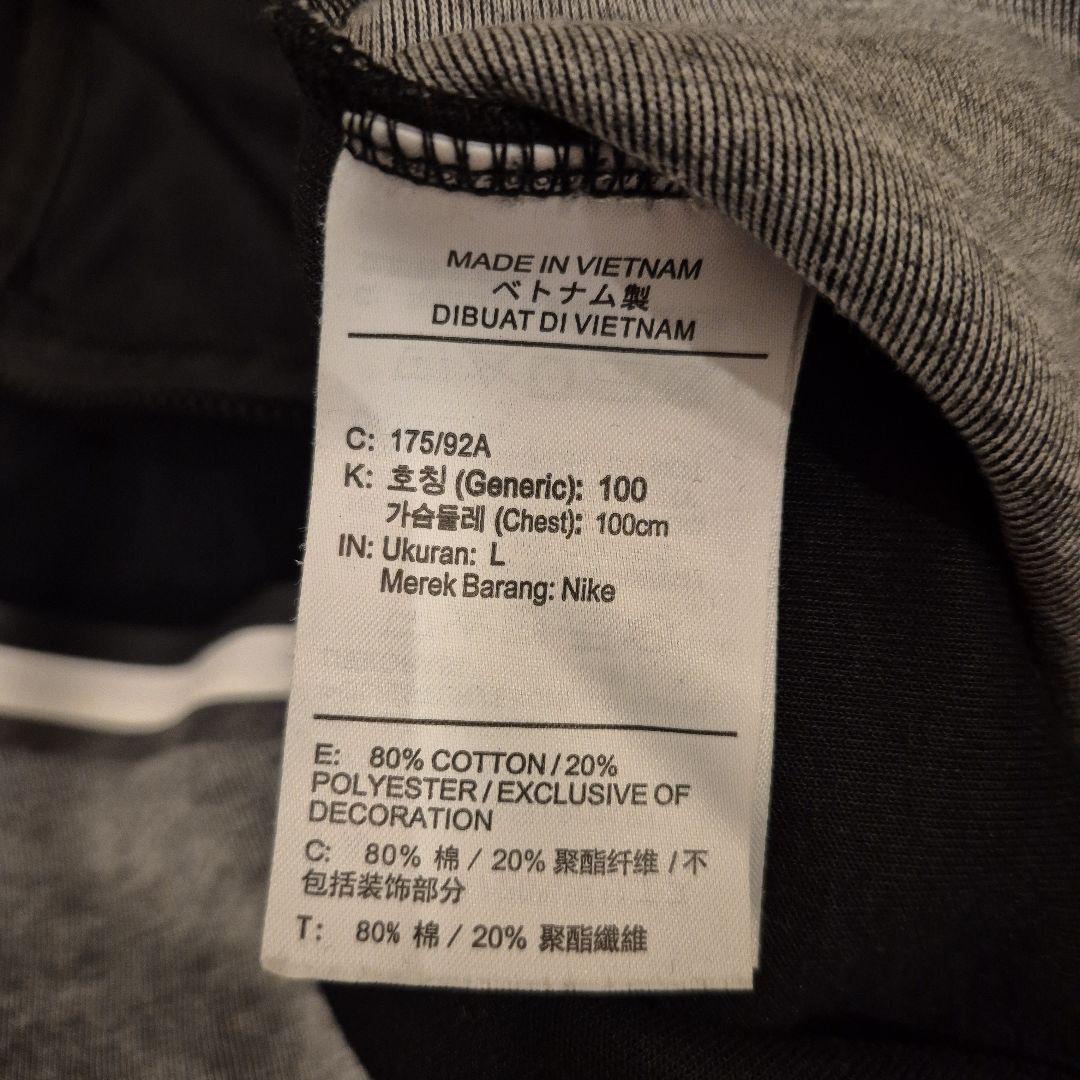 MADE IN VIETNAM
ベトナム製
DIBUAT DI VIETNAM
C: 175/92A
K: 호칭 (Generic): 100
가슴둘레 (Chest): 100cm
IN: Ukuran: L
Merek Barang: Nike
E: 80% COTTON / 20%
POLYESTER / EXCLUSIVE OF
DECORATION
C: 80% 棉 / 20% 聚酯纤维 / 不
包括装饰部分
T: 80% 棉 / 20% 聚酯纖維